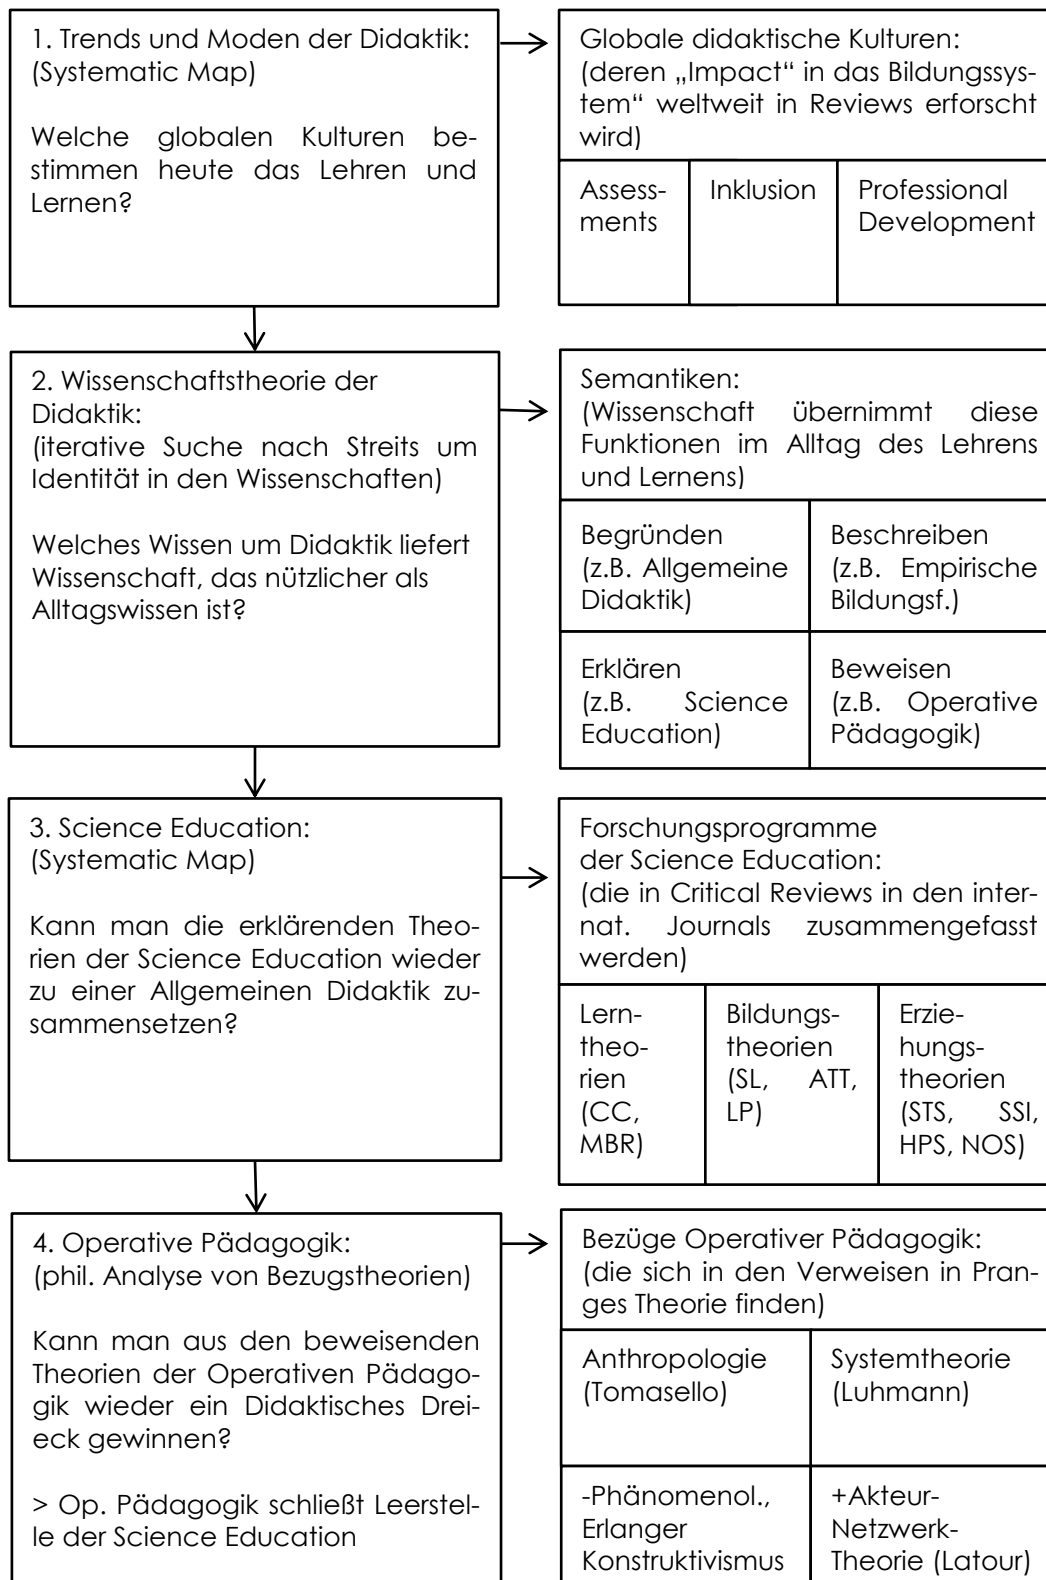 1. Trends und Moden der Didaktik:
(Systematic Map)
Welche globalen Kulturen be-
stimmen heute das Lehren und
Lernen?
Globale didaktische Kulturen:
(deren „Impact“ in das Bildungssys-
tem“ weltweit in Reviews erforscht
wird)
Assess-
ments
Inklusion
Professional
Development
2. Wissenschaftstheorie der
Didaktik:
(iterative Suche nach Streits um
Identität in den Wissenschaften)
Welches Wissen um Didaktik liefert
Wissenschaft, das nützlicher als
Alltagswissen ist?
Semantiken:
(Wissenschaft übernimmt diese
Funktionen im Alltag des Lehrens
und Lernens)
Begründen
(z.B. Allgemeine
Didaktik)
Beschreiben
(z.B. Empirische
Bildungsf.)
Erklären
(z.B. Science
Education)
Beweisen
(z.B. Operative
Pädagogik)
3. Science Education:
(Systematic Map)
Kann man die erklärenden Theo-
rien der Science Education wieder
zu einer Allgemeinen Didaktik zu-
sammensetzen?
Forschungsprogramme
der Science Education:
(die in Critical Reviews in den inter-
nat. Journals zusammengefasst
werden)
Lern-
theo-
rien
(CC,
MBR)
Bildungs-
theorien
(SL, ATT,
LP)
Erzie-
hungs-
theorien
(STS, SSI,
HPS, NOS)
4. Operative Pädagogik:
(phil. Analyse von Bezugstheorien)
Kann man aus den beweisenden
Theorien der Operativen Pädago-
gik wieder ein Didaktisches Drei-
eck gewinnen?
> Op. Pädagogik schließt Leerstel-
le der Science Education
Bezüge Operativer Pädagogik:
(die sich in den Verweisen in Pran-
ges Theorie finden)
Anthropologie
(Tomasello)
Systemtheorie
(Luhmann)
-Phänomenol.,
Erlanger
Konstruktivismus
+Akteur-
Netzwerk-
Theorie (Latour)